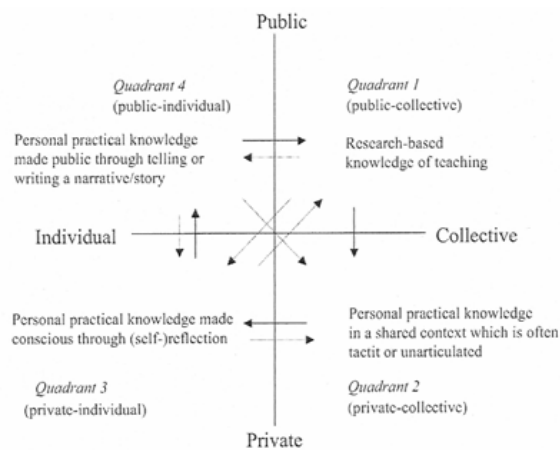 Public
Quadrant 4
(public-individual)
Quadrant 1
(public-collective)
Personal practical knowledge
made public through telling or
writing a narrative/story
Research-based
knowledge of teaching
Individual
Collective
Personal practical knowledge made
conscious through (self-)reflection
Personal practical knowledge
in a shared context which is often
tactit or unarticulated
Quadrant 3
(private-individual)
Quadrant 2
(private-collective)
Private